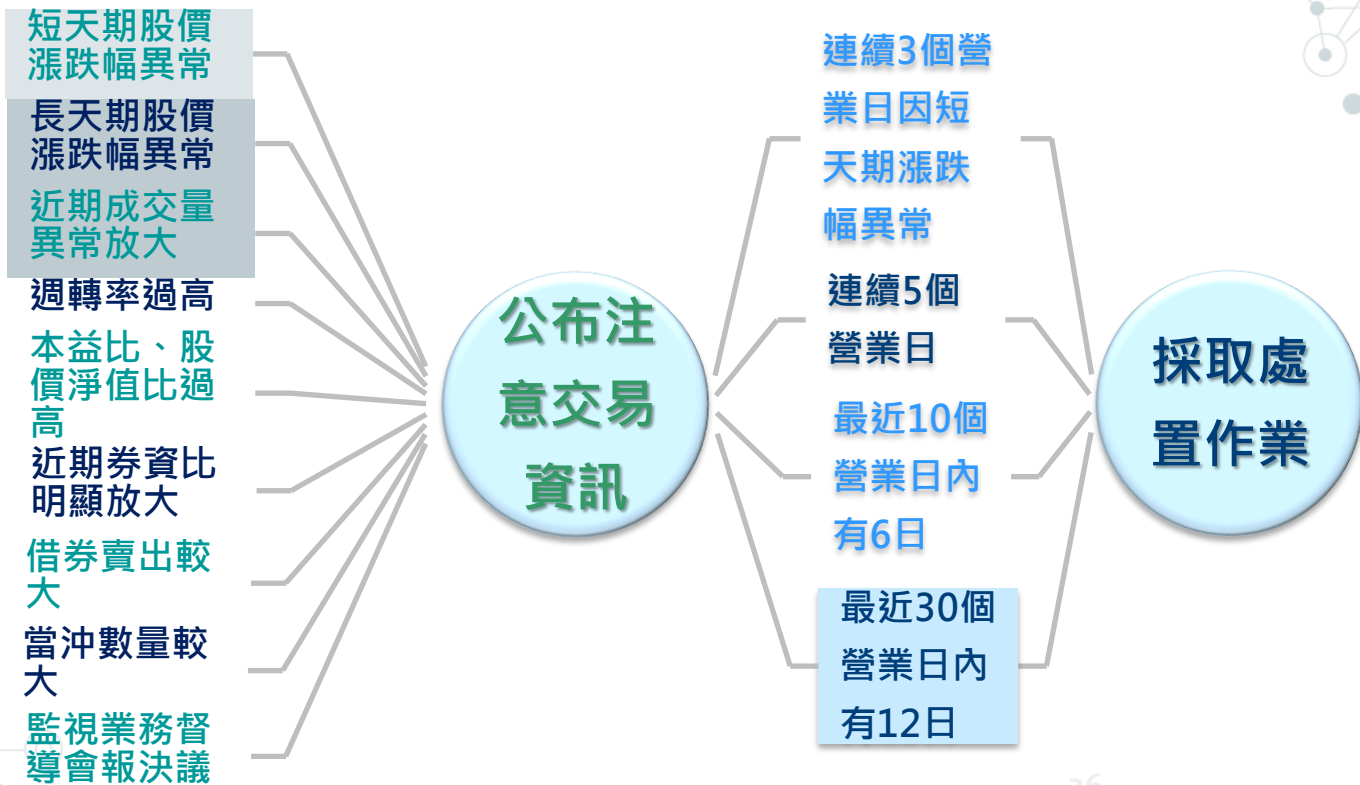 短天期股價
漲跌幅異常
長天期股價
漲跌幅異常
近期成交量
異常放大
週轉率過高
本益比、股
價淨值比過
高
近期券資比
明顯放大
借券賣出較
大
當沖數量較
大
監視業務督
導會報決議
公布注
意交易
資訊
連續3個營
業日因短
天期漲跌
幅異常
連續5個
營業日
最近10個
營業日內
有6日
最近30個
營業日內
有12日
採取處
置作業